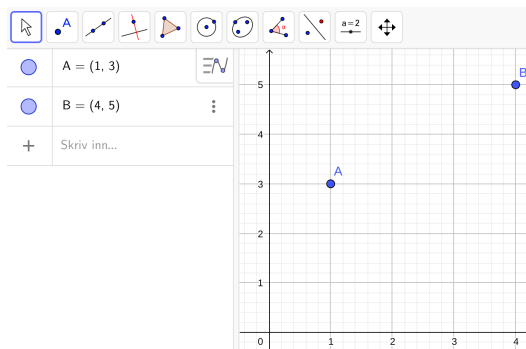 A
α
a=2
A = (1, 3)
B = (4, 5)
Skriv inn...
B
5
4
A
3
2
1
0 1 2 3 4